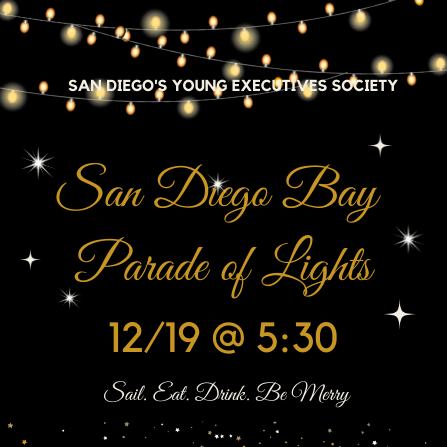 SAN DIEGO'S YOUNG EXECUTIVES SOCIETY
San Diego Bay
Parade of Lights
12/19 @ 5:30
Sail. Eat. Drink. Be Merry